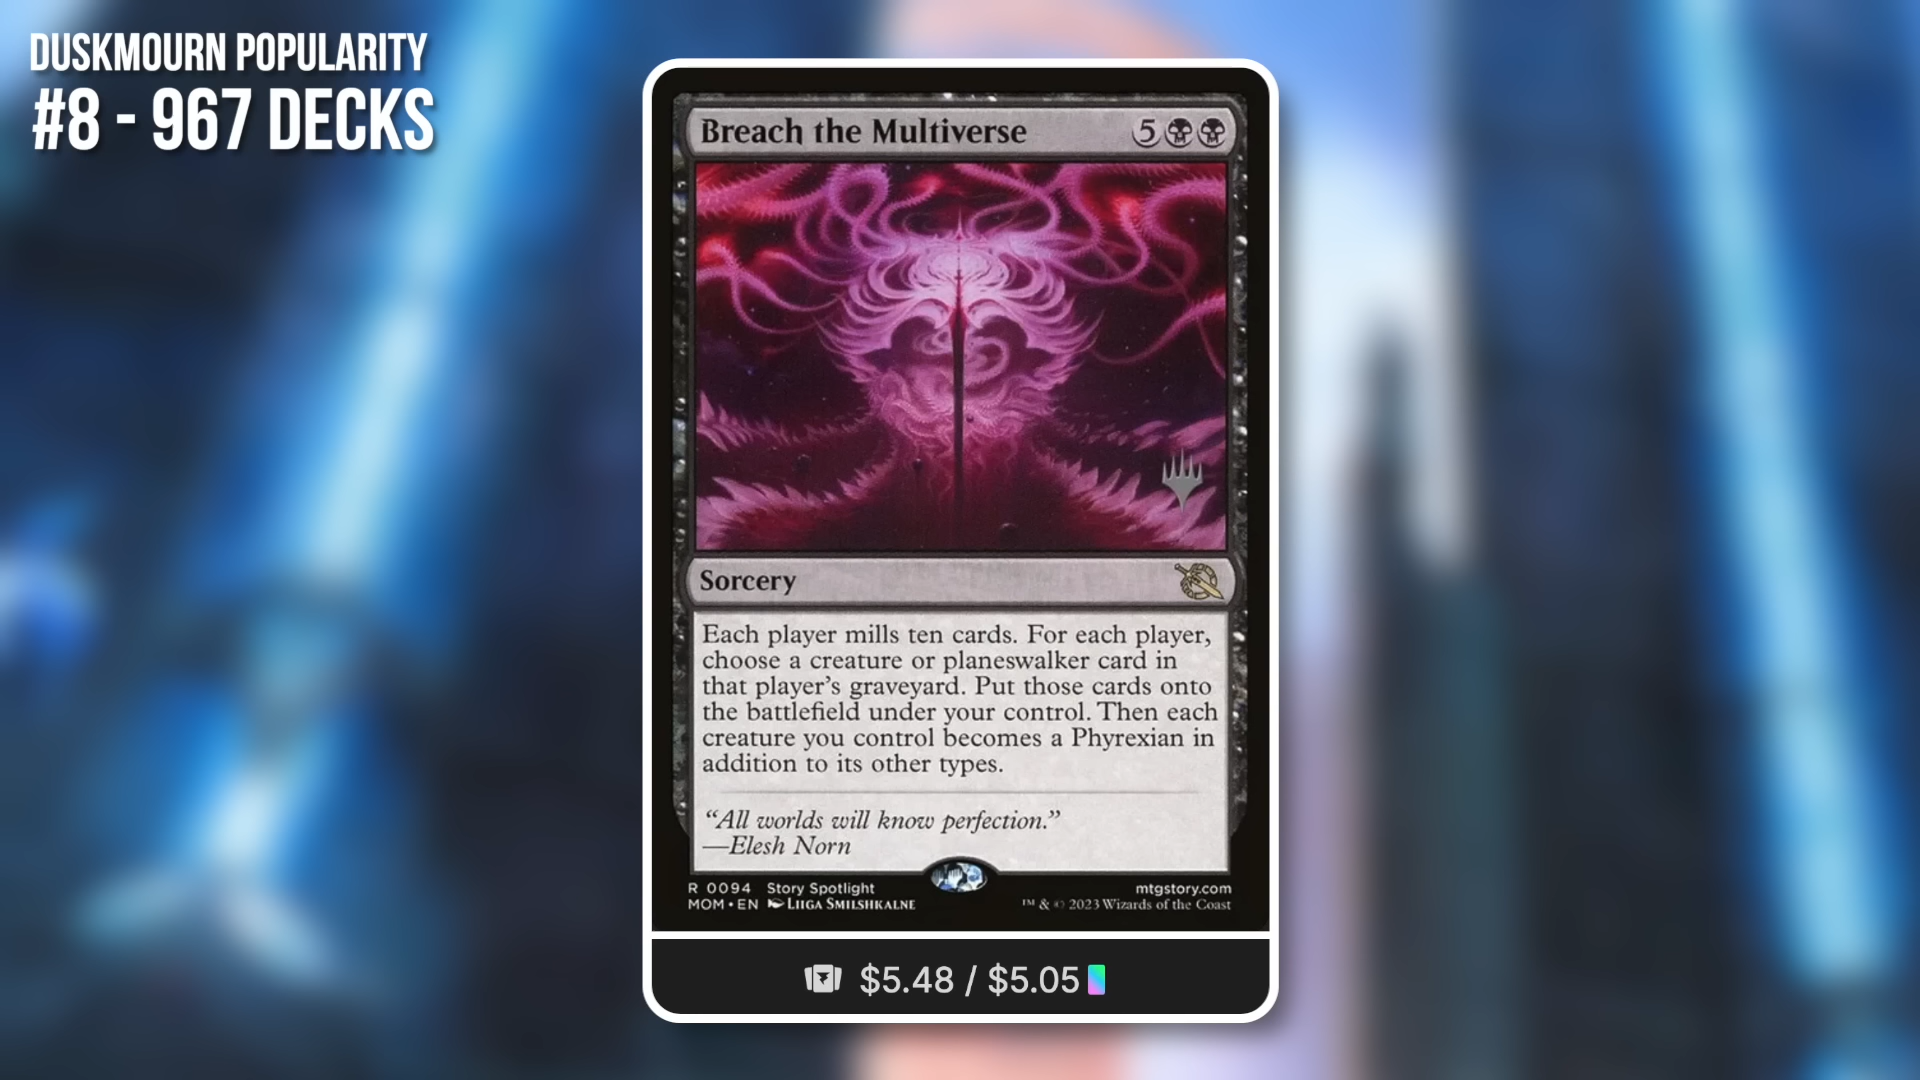 DUSKMOURN POPULARITY
#8 - 967 DECKS
Breach the Multiverse 5
Sorcery
Each player mills ten cards. For each player,
choose a creature or planeswalker card in
that player's graveyard. Put those cards onto
the battlefield under your control. Then each
creature you control becomes a Phyrexian in
addition to its other types.
“All worlds will know perfection.”
—Elesh Norn
R 0094 Story Spotlight
mtgstory.com
MOM • EN LIIGA SMILSHKALNE
™ & © 2023 Wizards of the Coast
$5.48 / $5.05